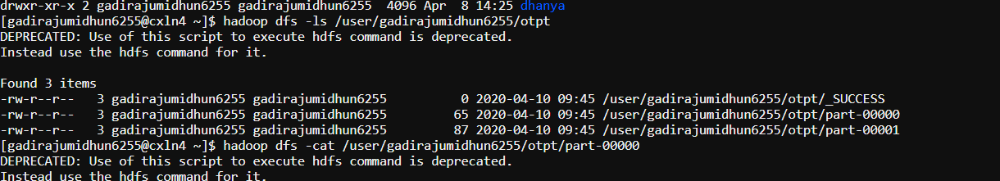 drwxr-xr-x 2 gadirajumidhun6255 gadirajumidhun6255 4096 Apr 8 14:25 dhanya
[gadirajumidhun6255@cxln4 ~]$ hadoop dfs -ls /user/gadirajumidhun6255/otpt
DEPRECATED: Use of this script to execute hdfs command is deprecated.
Instead use the hdfs command for it.

Found 3 items
-rw-r--r--   3 gadirajumidhun6255 gadirajumidhun6255          0 2020-04-10 09:45 /user/gadirajumidhun6255/otpt/_SUCCESS
-rw-r--r--   3 gadirajumidhun6255 gadirajumidhun6255         65 2020-04-10 09:45 /user/gadirajumidhun6255/otpt/part-00000
-rw-r--r--   3 gadirajumidhun6255 gadirajumidhun6255         87 2020-04-10 09:45 /user/gadirajumidhun6255/otpt/part-00001
[gadirajumidhun6255@cxln4 ~]$ hadoop dfs -cat /user/gadirajumidhun6255/otpt/part-00000
DEPRECATED: Use of this script to execute hdfs command is deprecated.
Instead use the hdfs command for it.